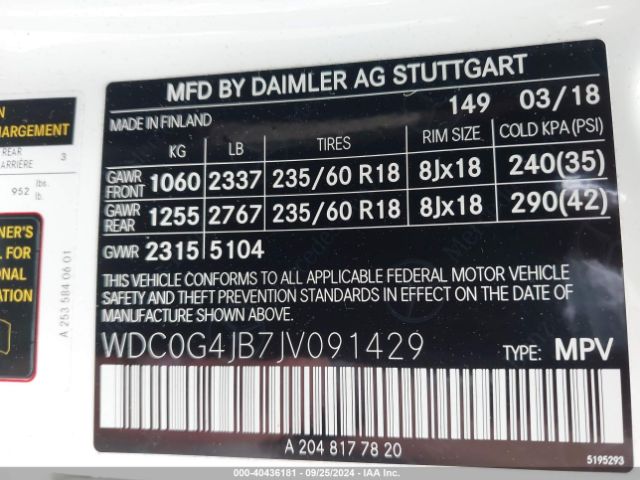 MFD BY DAIMLER AG STUTTGART
149 03/18
MADE IN FINLAND
KG LB TIRES RIM SIZE COLD KPA(PSI)
GAWR FRONT 1060 2337 235/60 R18 8Jx18 240(35)
GAWR REAR 1255 2767 235/60 R18 8Jx18 290(42)
GVWR 2315 5104
THIS VEHICLE CONFORMS TO ALL APPLICABLE FEDERAL MOTOR VEHICLE
SAFETY AND THEFT PREVENTION STANDARDS IN EFFECT ON THE DATE
OF MANUFACTURE SHOWN ABOVE.
WDC0G4JB7JV091429 TYPE: MPV
A 204 817 78 20
5195293
HARGEMENT
REAR 3
ARRIÈRE
952 lbs.
lb.
NER'S
L FOR
ONAL
ATION
A 253 584 06 01
000-40436181 - 09/25/2024 - IAA Inc.